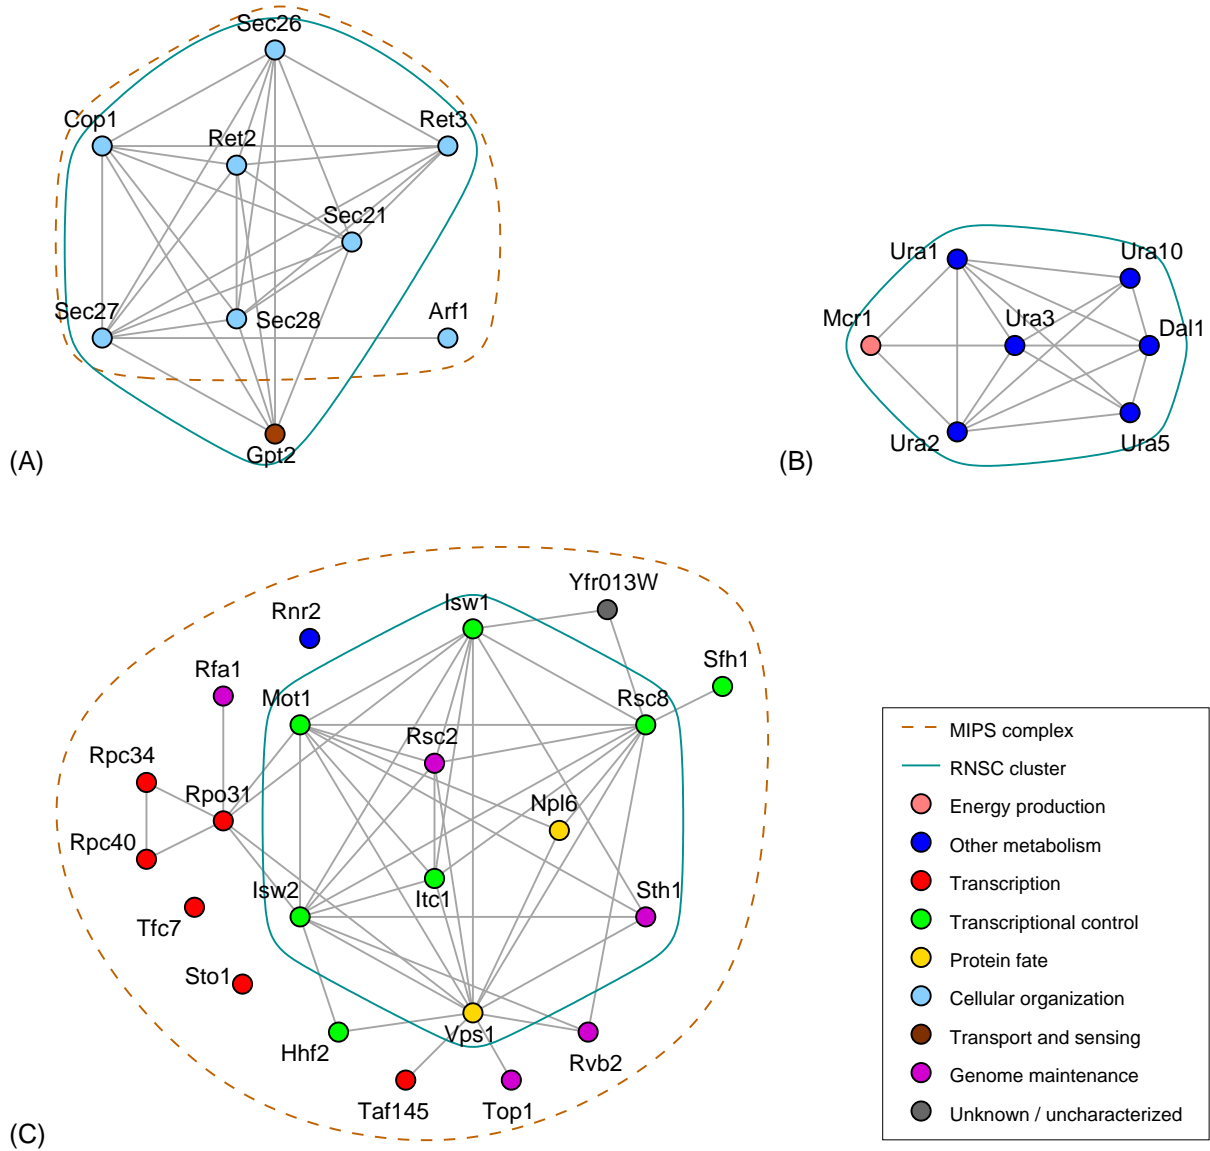 Sec26
Cop1
Ret2
Ret3
Sec21
Sec27
Sec28
Arf1
Gpt2
(A)
Ura1
Ura10
Mcr1
Ura3
Dal1
Ura2
Ura5
(B)
Yfr013W
Isw1
Rnr2
Sfh1
Rfa1
Mot1
Rsc8
Rsc2
Rpc34
Rpo31
Npl6
Rpc40
Isw2
Itc1
Sth1
Tfc7
Sto1
Vps1
Hhf2
Rvb2
Taf145
Top1
(C)
MIPS complex
RNSC cluster
Energy production
Other metabolism
Transcription
Transcriptional control
Protein fate
Cellular organization
Transport and sensing
Genome maintenance
Unknown / uncharacterized